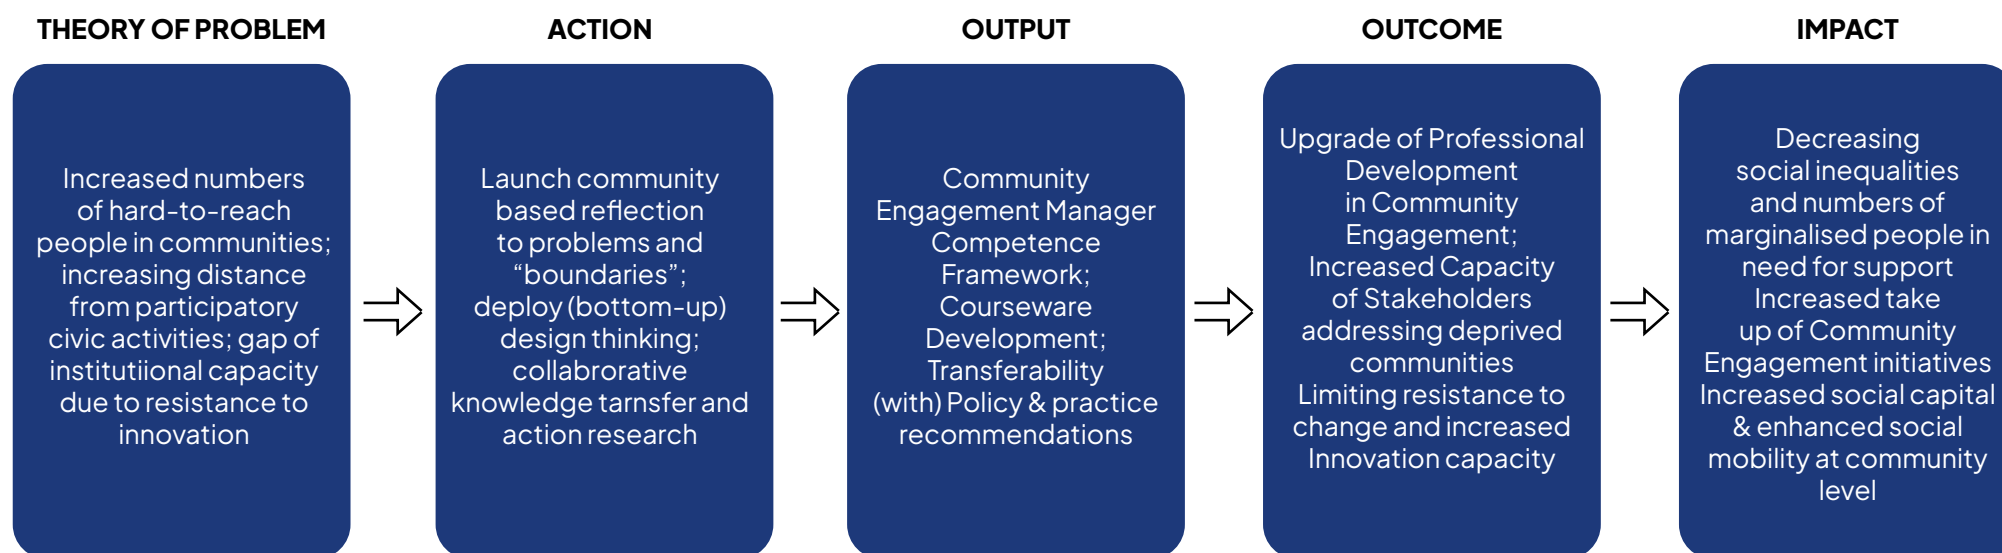 THEORY OF PROBLEM
Increased numbers
of hard-to-reach
people in communities;
increasing distance
from participatory
civic activities; gap of
institutiional capacity
due to resistance to
innovation
ACTION
Launch community
based reflection
to problems and
“boundaries”;
deploy (bottom-up)
design thinking;
collabrorative
knowledge tarnsfer and
action research
OUTPUT
Community
Engagement Manager
Competence
Framework;
Courseware
Development;
Transferability
(with) Policy & practice
recommendations
OUTCOME
Upgrade of Professional
Development
in Community
Engagement;
Increased Capacity
of Stakeholders
addressing deprived
communities
Limiting resistance to
change and increased
Innovation capacity
IMPACT
Decreasing
social inequalities
and numbers of
marginalised people in
need for support
Increased take
up of Community
Engagement initiatives
Increased social capital
& enhanced social
mobility at community
level